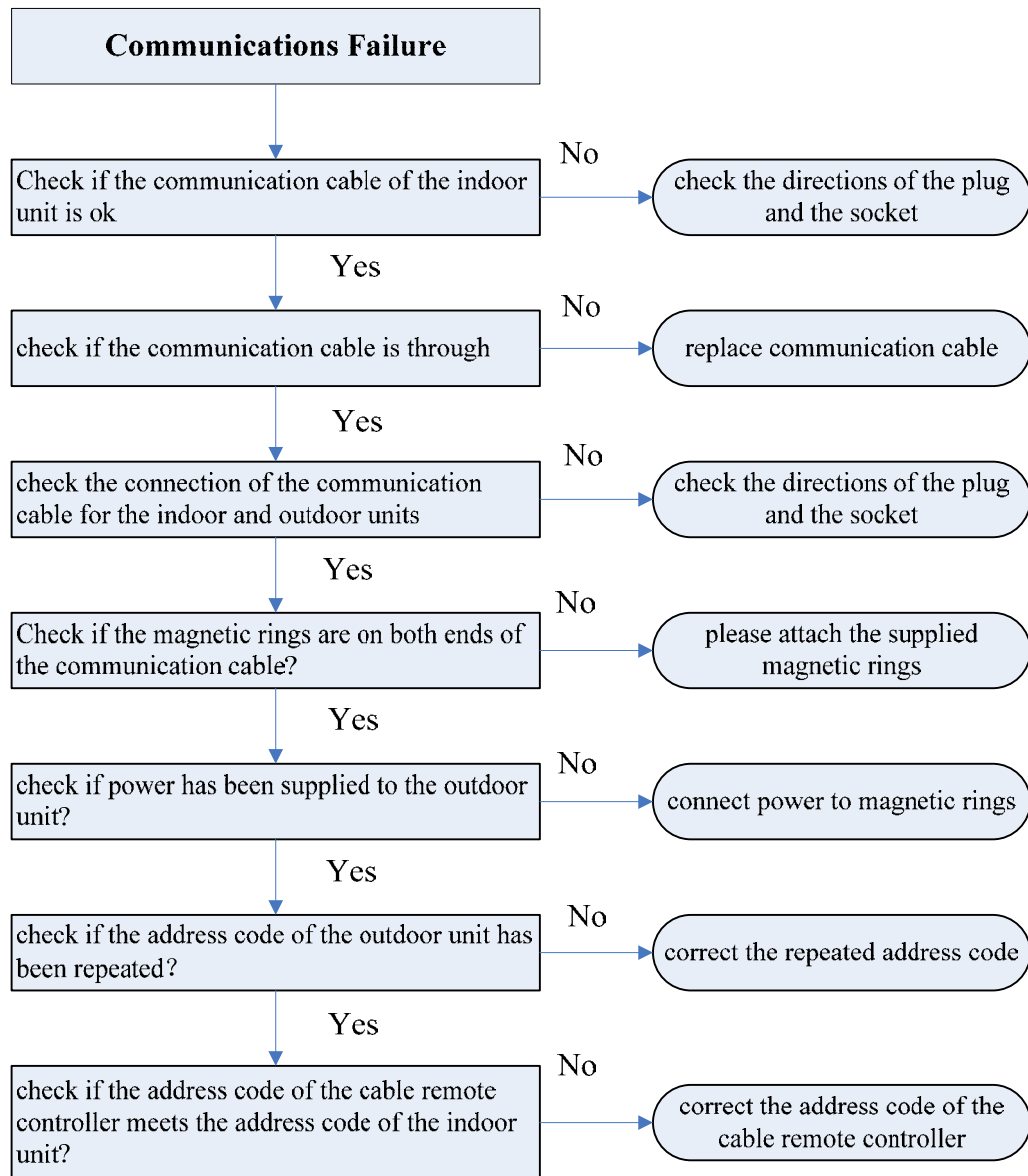 Communications Failure
No
Check if the communication cable of the indoor
unit is ok
check the directions of the plug
and the socket
Yes
No
check if the communication cable is through
replace communication cable
Yes
No
check the connection of the communication
cable for the indoor and outdoor units
check the directions of the plug
and the socket
Yes
No
Check if the magnetic rings are on both ends of
the communication cable?
please attach the supplied
magnetic rings
Yes
No
check if power has been supplied to the outdoor
unit?
connect power to magnetic rings
Yes
No
check if the address code of the outdoor unit has
been repeated?
correct the repeated address code
Yes
No
check if the address code of the cable remote
controller meets the address code of the indoor
unit?
correct the address code of the
cable remote controller